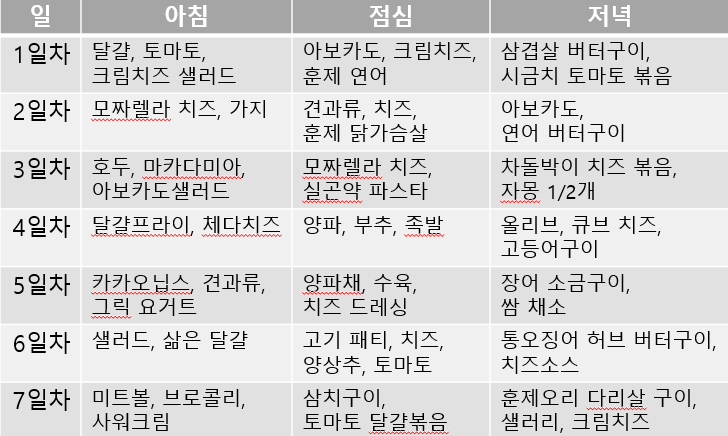 일 아침 점심 저녁
1일차 달걀, 토마토, 아보카도, 크림치즈, 삼겹살 버터구이,
크림치즈 샐러드 훈제 연어 시금치 토마토 볶음
2일차 모짜렐라 치즈, 가지 견과류, 치즈, 아보카도,
훈제 닭가슴살 연어 버터구이
3일차 호두, 마카다미아, 모짜렐라 치즈, 차돌박이 치즈 볶음,
아보카도샐러드 실곤약 파스타 자몽 1/2개
4일차 달걀프라이, 체다치즈 양파, 부추, 족발 올리브, 큐브 치즈,
고등어구이
5일차 카카오닙스, 견과류, 양파채, 수육, 장어 소금구이,
그릭 요거트 치즈 드레싱 쌈 채소
6일차 샐러드, 삶은 달걀 고기 패티, 치즈, 통오징어 허브 버터구이,
양상추, 토마토 치즈소스
7일차 미트볼, 브로콜리, 삼치구이, 훈제오리 다리살 구이,
사워크림 토마토 달걀볶음 샐러리, 크림치즈